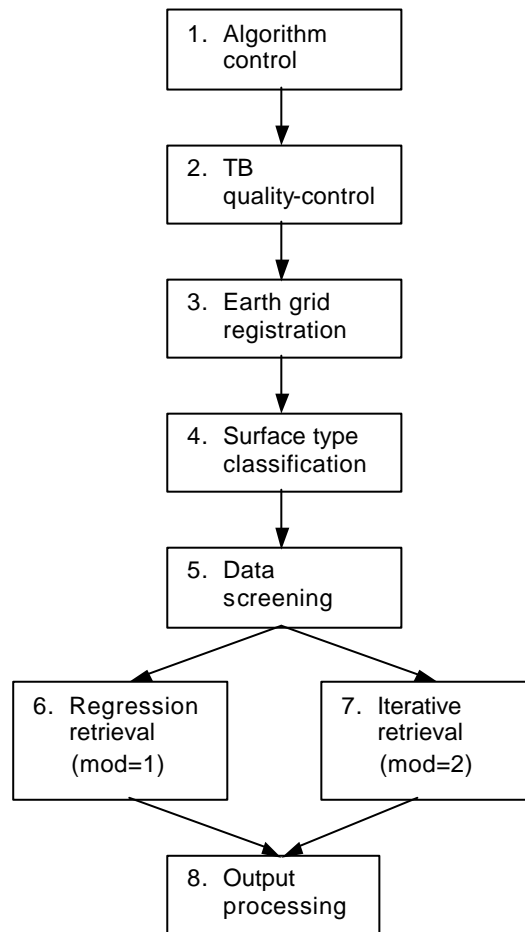 1. Algorithm
control
2. TB
quality-control
3. Earth grid
registration
4. Surface type
classification
5. Data
screening
6. Regression
retrieval
(mod=1)
7. Iterative
retrieval
(mod=2)
8. Output
processing